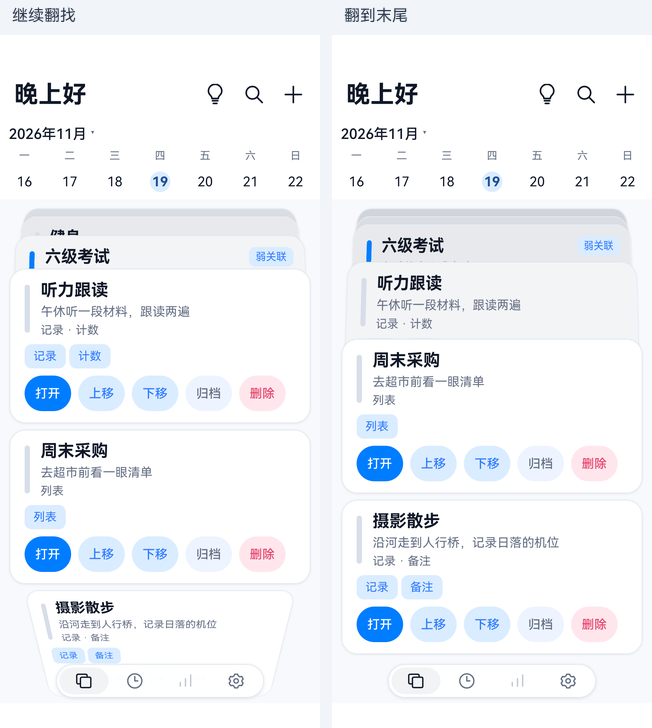 继续翻找
晚上好
2026年11月
一 二 三 四 五 六 日
16 17 18 19 20 21 22
健身
六级考试 弱关联
听力跟读
午休听一段材料，跟读两遍
记录 · 计数
记录 计数
打开 上移 下移 归档 删除
周末采购
去超市前看一眼清单
列表
列表
打开 上移 下移 归档 删除
摄影散步
沿河走到人行桥，记录日落的机位
记录 · 备注
记录 备注
翻到末尾
晚上好
2026年11月
一 二 三 四 五 六 日
16 17 18 19 20 21 22
六级考试 弱关联
听力跟读
午休听一段材料，跟读两遍
记录 · 计数
周末采购
去超市前看一眼清单
列表
列表
打开 上移 下移 归档 删除
摄影散步
沿河走到人行桥，记录日落的机位
记录 · 备注
记录 备注
打开 上移 下移 归档 删除